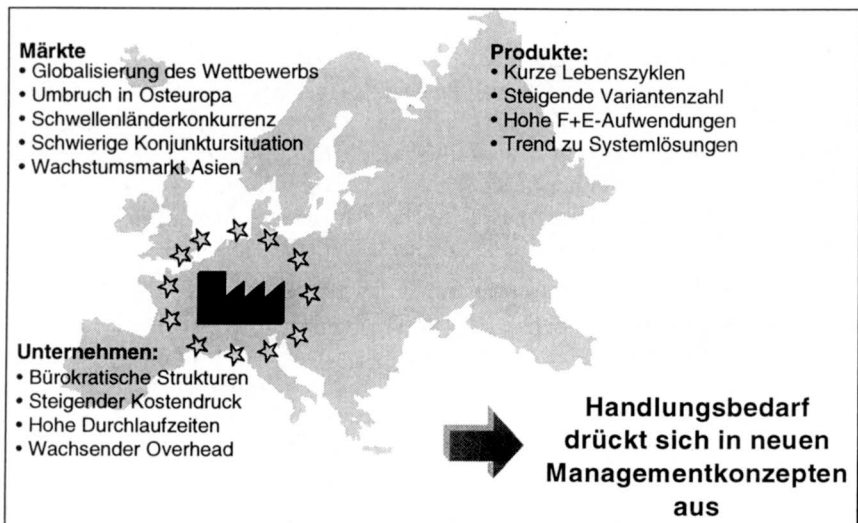 Märkte
• Globalisierung des Wettbewerbs
• Umbruch in Osteuropa
• Schwellenländerkonkurrenz
• Schwierige Konjunktursituation
• Wachstumsmarkt Asien
Produkte:
• Kurze Lebenszyklen
• Steigende Variantenzahl
• Hohe F+E-Aufwendungen
• Trend zu Systemlösungen
Unternehmen:
• Bürokratische Strukturen
• Steigender Kostendruck
• Hohe Durchlaufzeiten
• Wachsender Overhead
Handlungsbedarf
drückt sich in neuen
Managementkonzepten
aus